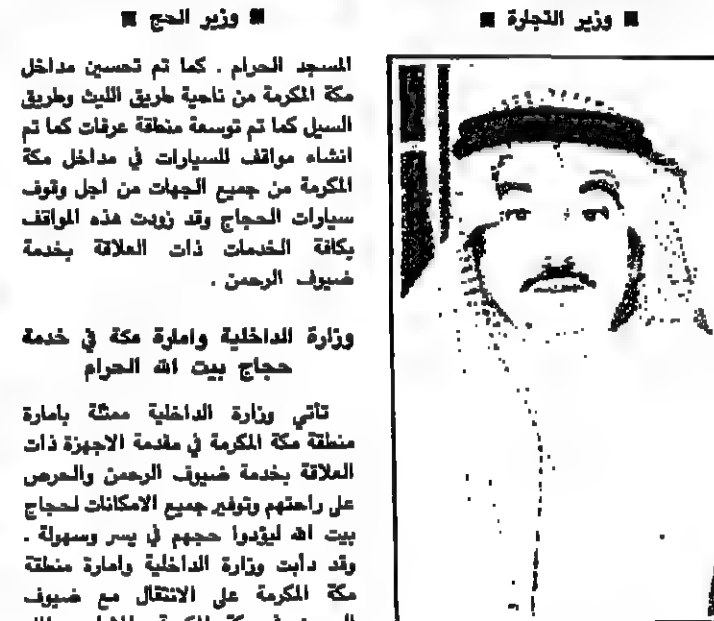 ■ وزير التجارة ■
■ وزير الحج ■
المسجد الحرام . كما تم تحسين مداخل
مكة المكرمة من ناحية طريق الليث وطريق
السيل كما تم توسعة منطقة عرفات كما تم
انشاء مواقف للسيارات في مداخل مكة
المكرمة من جميع الجهات من أجل وقوف
سيارات الحجاج وقد زودت هذه المواقف
بكافة الخدمات ذات العلاقة بخدمة
ضيوف الرحمن .
وزارة الداخلية وامارة مكة في خدمة
حجاج بيت الله الحرام
تأتي وزارة الداخلية ممثلة بامارة
منطقة مكة المكرمة في مقدمة الاجهزة ذات
العلاقة بخدمة ضيوف الرحمن والحرص
على راحتهم وتوفير جميع الامكانات لحجاج
بيت الله ليؤدوا حجهم في يسر وسهولة .
وقد دأبت وزارة الداخلية وامارة منطقة
مكة المكرمة على الانتقال مع ضيوف